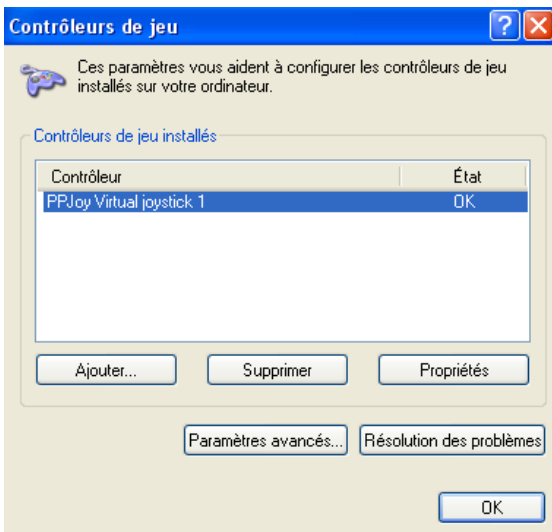 Contrôleurs de jeu
Ces paramètres vous aident à configurer les contrôleurs de jeu
installés sur votre ordinateur.
Contrôleurs de jeu installés
Contrôleur État
PPJoy Virtual joystick 1 OK
Ajouter... Supprimer Propriétés
Paramètres avancés... Résolution des problèmes
OK